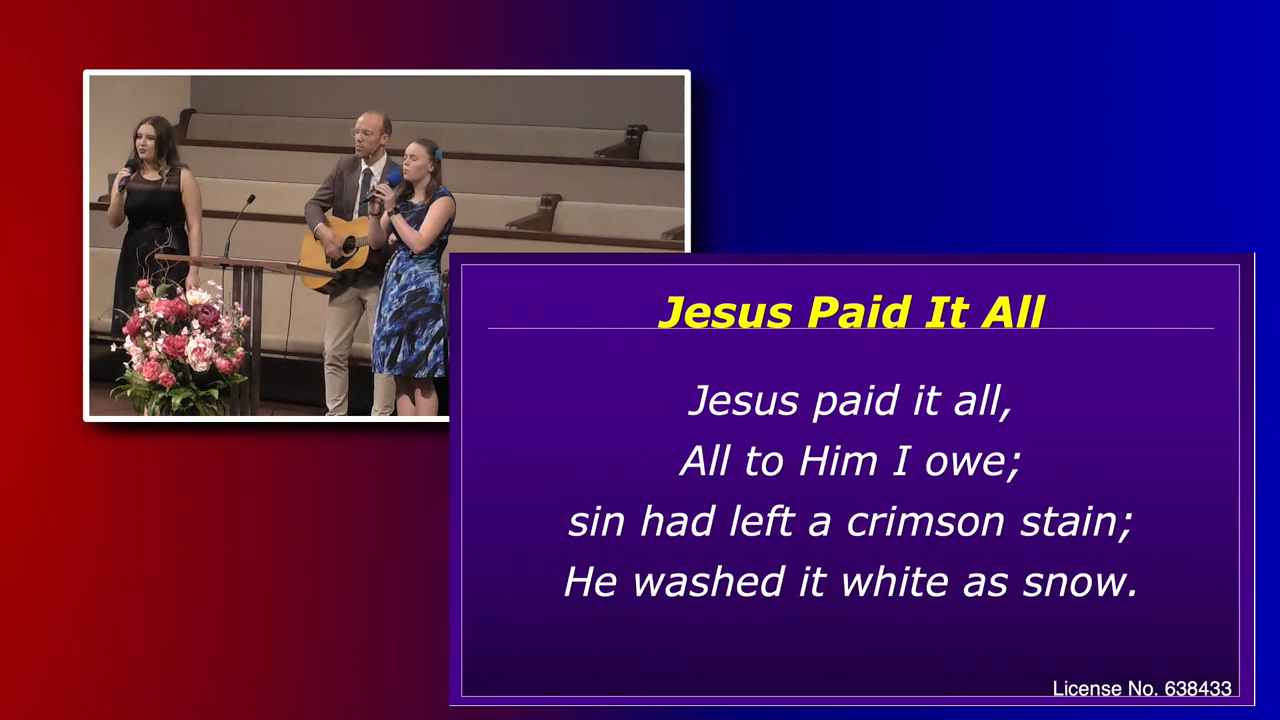 Jesus Paid It All
Jesus paid it all,
All to Him I owe;
sin had left a crimson stain;
He washed it white as snow.
License No. 638433